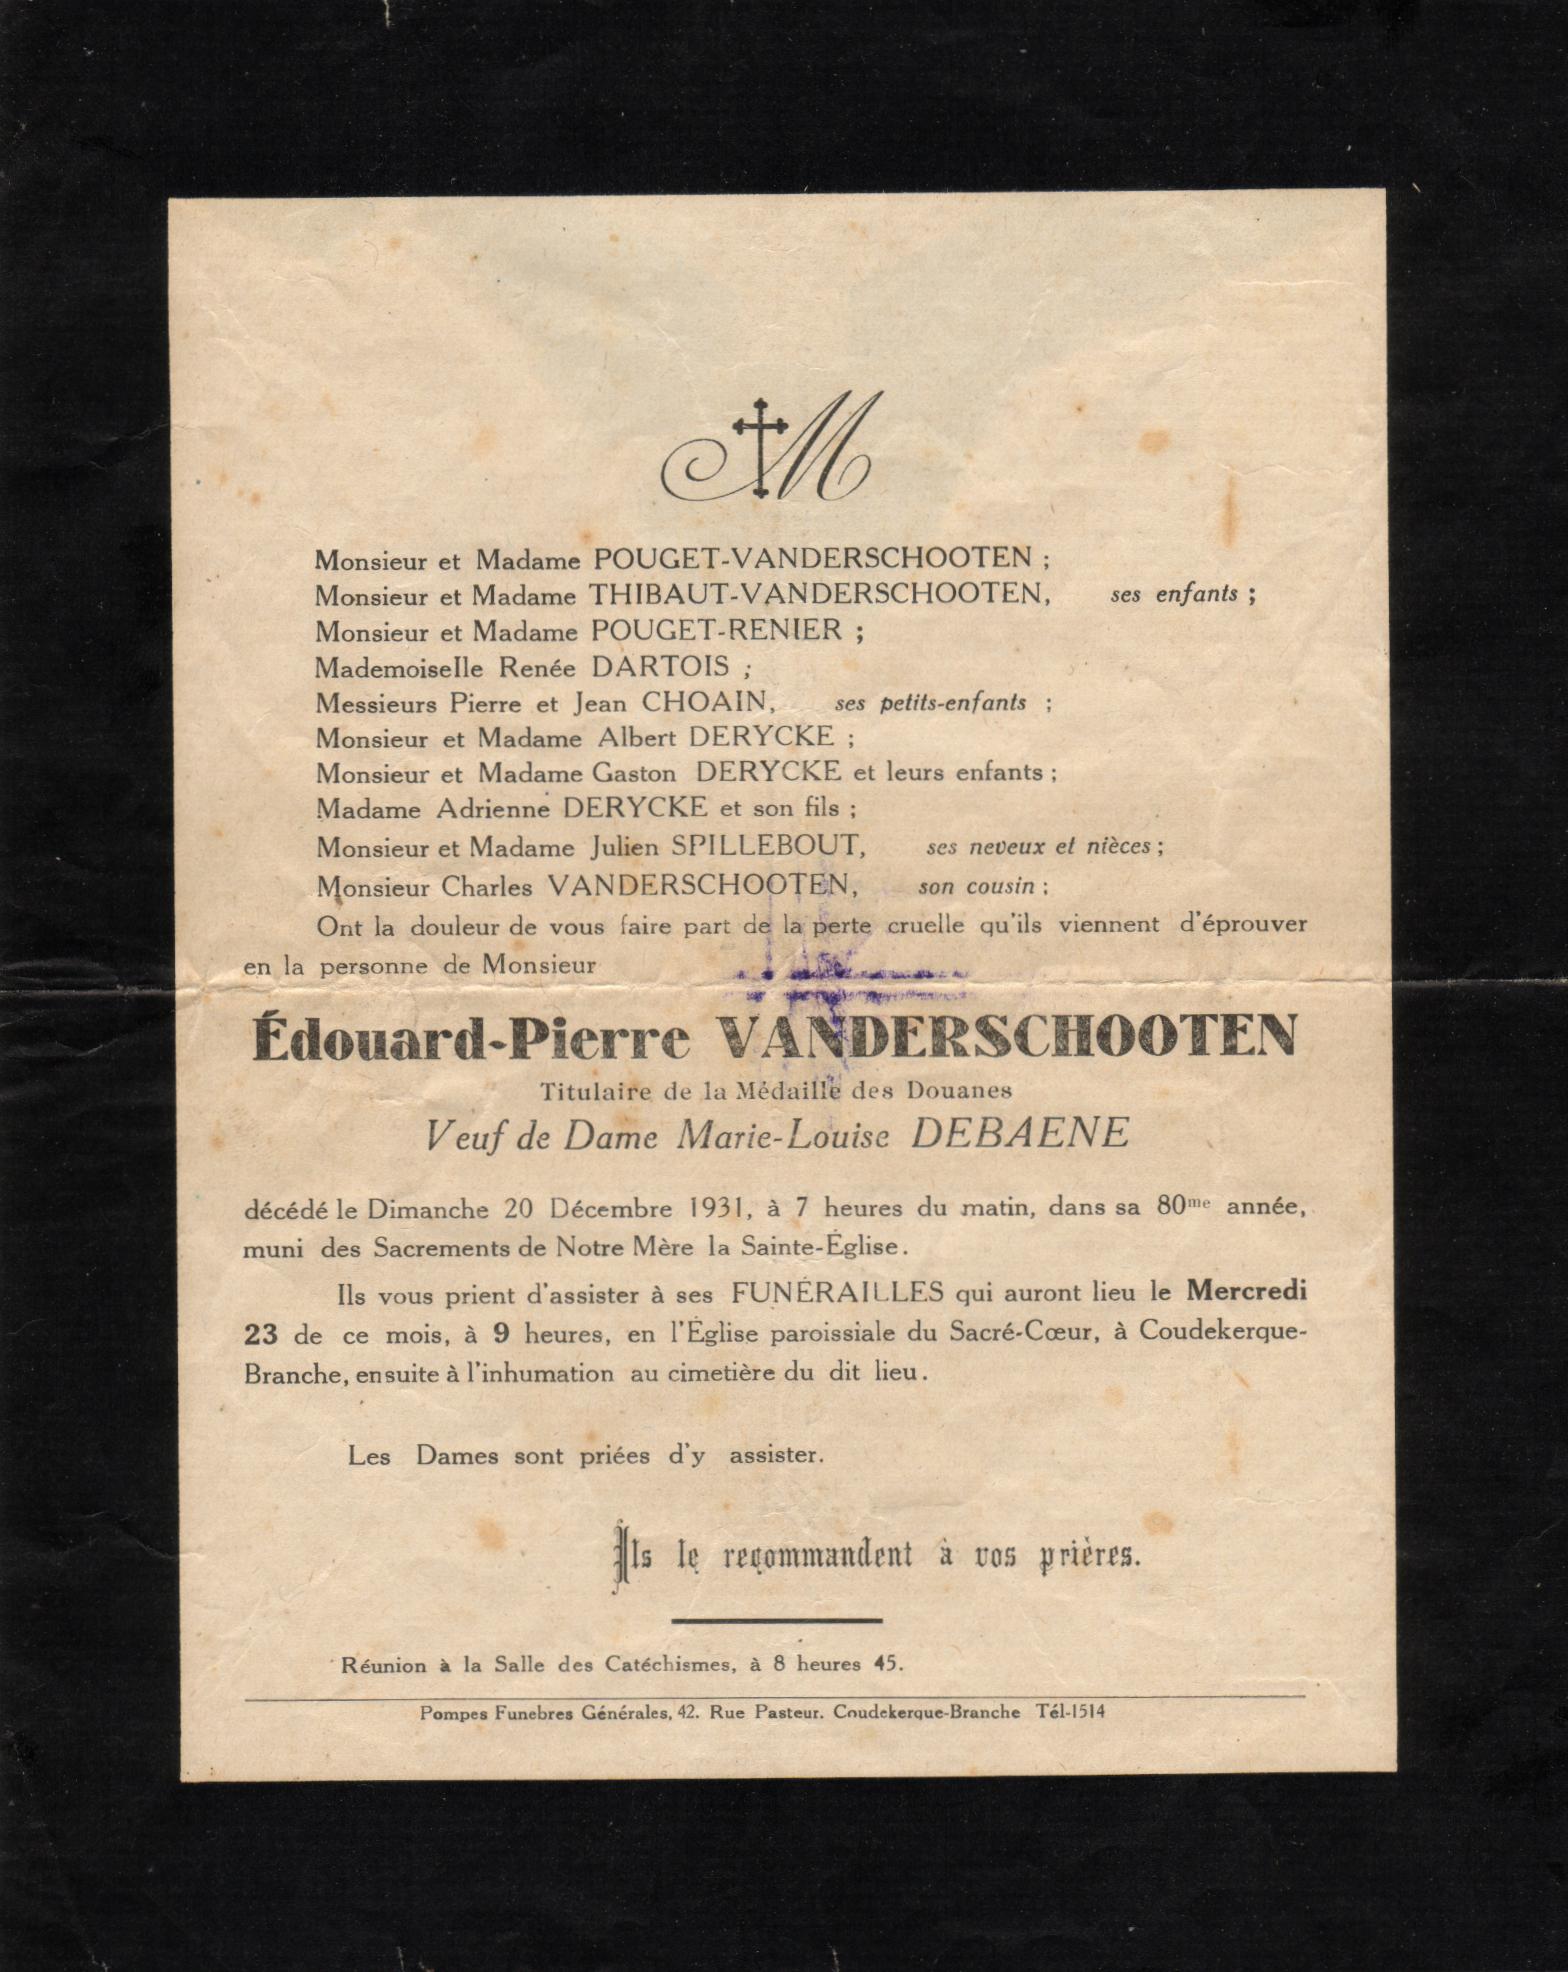 M
Monsieur et Madame POUGET-VANDERSCHOOTEN ;
Monsieur et Madame THIBAUT-VANDERSCHOOTEN, ses enfants ;
Monsieur et Madame POUGET-RENIER ;
Mademoiselle Renée DARTOIS ;
Messieurs Pierre et Jean CHOAIN, ses petits-enfants ;
Monsieur et Madame Albert DERYCKE ;
Monsieur et Madame Gaston DERYCKE et leurs enfants ;
Madame Adrienne DERYCKE et son fils ;
Monsieur et Madame Julien SPILLEBOUT, ses neveux et nièces ;
Monsieur Charles VANDERSCHOOTEN, son cousin ;
Ont la douleur de vous faire part de la perte cruelle qu'ils viennent d'éprouver
en la personne de Monsieur
Édouard-Pierre VANDERSCHOOTEN
Titulaire de la Médaille des Douanes
Veuf de Dame Marie-Louise DEBAENE
décédé le Dimanche 20 Décembre 1931, à 7 heures du matin, dans sa 80me année,
muni des Sacrements de Notre Mère la Sainte-Église.
Ils vous prient d'assister à ses FUNÉRAILLES qui auront lieu le Mercredi
23 de ce mois, à 9 heures, en l'Église paroissiale du Sacré-Cœur, à Coudekerque-
Branche, ensuite à l'inhumation au cimetière du dit lieu.
Les Dames sont priées d'y assister.
Ils le recommandent à vos prières.
Réunion à la Salle des Catéchismes, à 8 heures 45.
Pompes Funebres Générales, 42. Rue Pasteur. Coudekerque-Branche Tél-1514